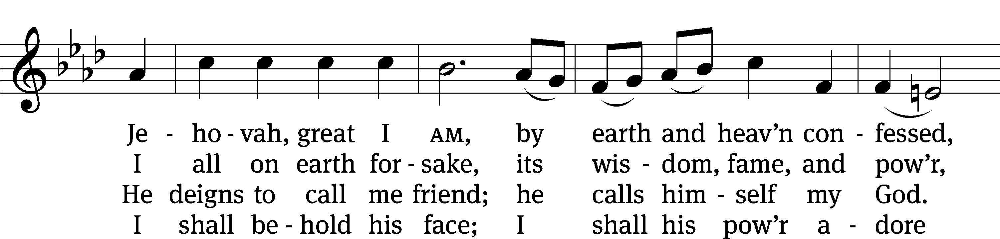 Je - ho - vah, great I AM, by earth and heav’n con - fessed,
I all on earth for - sake, its wis - dom, fame, and pow’r,
He deigns to call me friend; he calls him - self my God.
I shall be - hold his face; I shall his pow’r a - dore